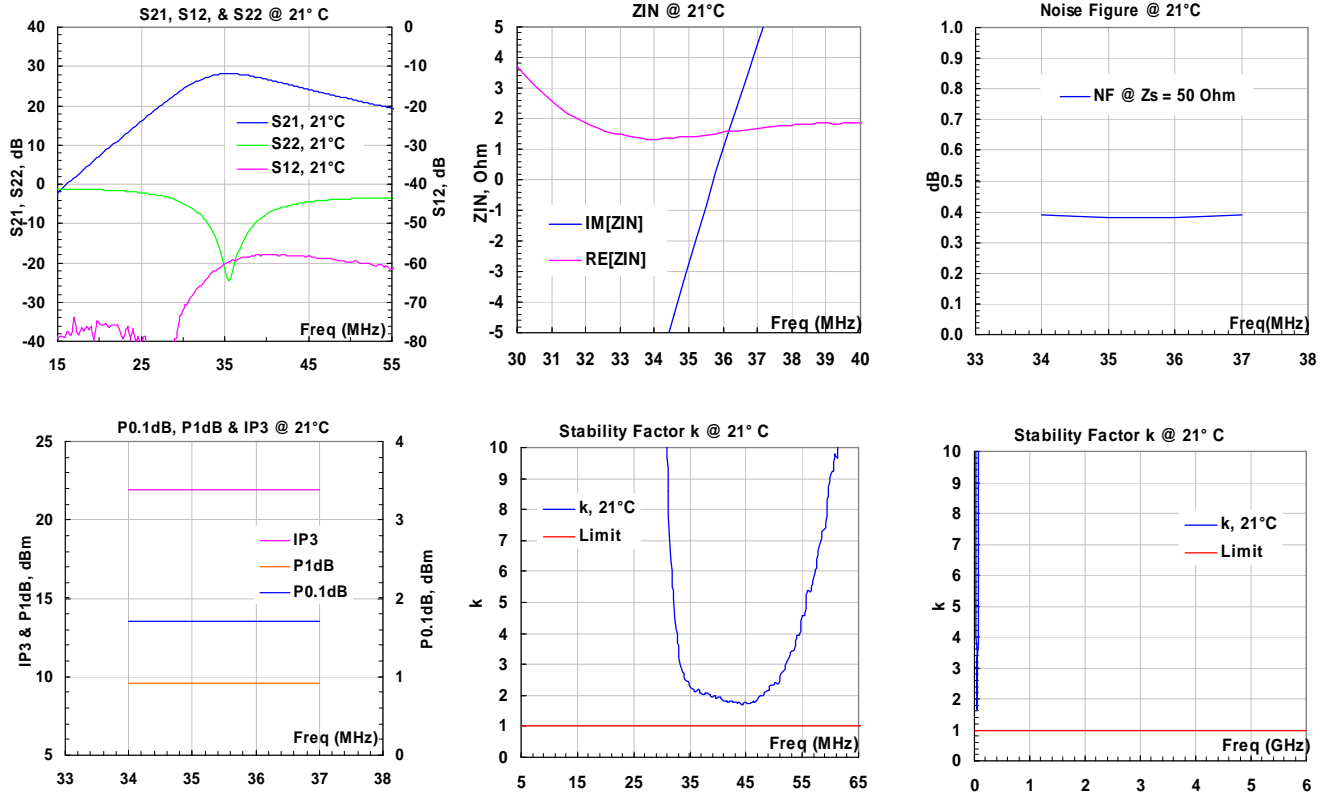 S21, S12, & S22 @ 21° C
40
30
20
10
0
-10
-20
-30
-40
S21, S22, dB
0
-10
-20
-30
-40
-50
-60
-70
-80
S12, dB
S21, 21°C
S22, 21°C
S12, 21°C
Freq (MHz)
15 25 35 45 55
ZIN @ 21°C
5
4
3
2
1
0
-1
-2
-3
-4
-5
ZIN, Ohm
IM[ZIN]
RE[ZIN]
Freq (MHz)
30 31 32 33 34 35 36 37 38 39 40
Noise Figure @ 21°C
1.0
0.9
0.8
0.7
0.6
0.5
0.4
0.3
0.2
0.1
0.0
dB
NF @ Zs = 50 Ohm
Freq(MHz)
33 34 35 36 37 38
P0.1dB, P1dB & IP3 @ 21°C
25
20
15
10
5
IP3 & P1dB, dBm
4
3
2
1
0
P0.1dB, dBm
IP3
P1dB
P0.1dB
Freq (MHz)
33 34 35 36 37 38
Stability Factor k @ 21° C
10
9
8
7
6
5
4
3
2
1
0
k
k, 21°C
Limit
Freq (MHz)
5 15 25 35 45 55 65
Stability Factor k @ 21° C
10
9
8
7
6
5
4
3
2
1
0
k
k, 21°C
Limit
Freq (GHz)
0 1 2 3 4 5 6